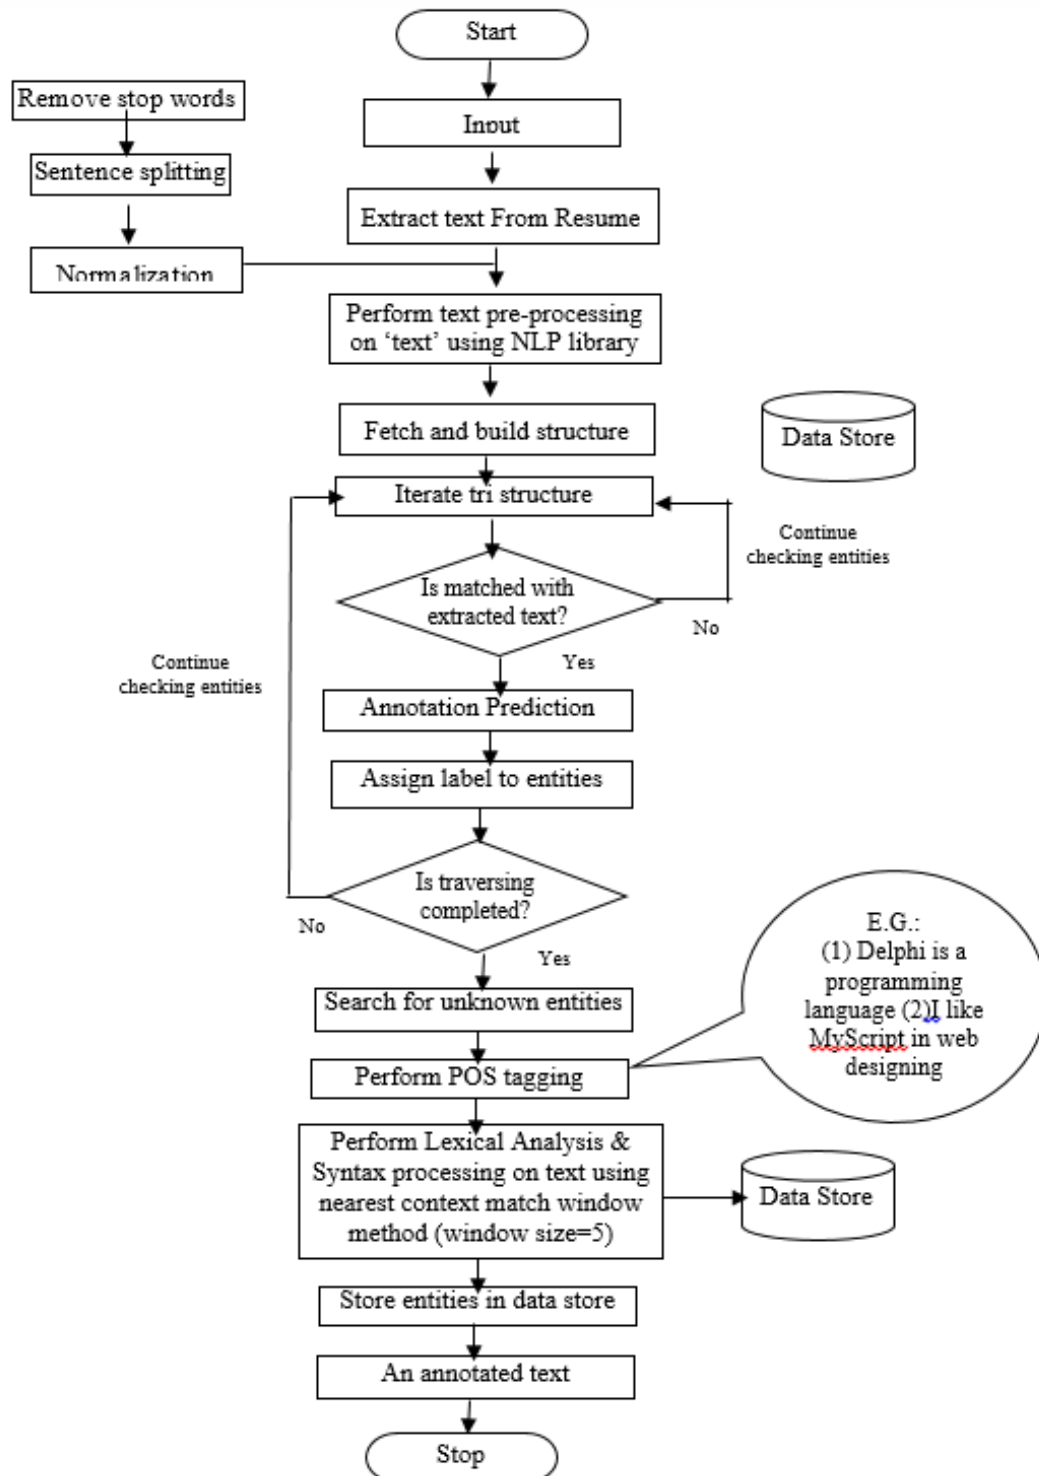 Start
Remove stop words
Input
Sentence splitting
Extract text From Resume
Normalization
Perform text pre-processing
on ‘text’ using NLP library
Fetch and build structure
Data Store
Iterate tri structure
Continue
checking entities
Is matched with
extracted text?
No
Yes
Continue
checking entities
Annotation Prediction
Assign label to entities
Is traversing
completed?
No
Yes
E.G.:
(1) Delphi is a
programming
language (2)I like
MyScript in web
designing
Search for unknown entities
Perform POS tagging
Perform Lexical Analysis &
Syntax processing on text using
nearest context match window
method (window size=5)
Data Store
Store entities in data store
An annotated text
Stop